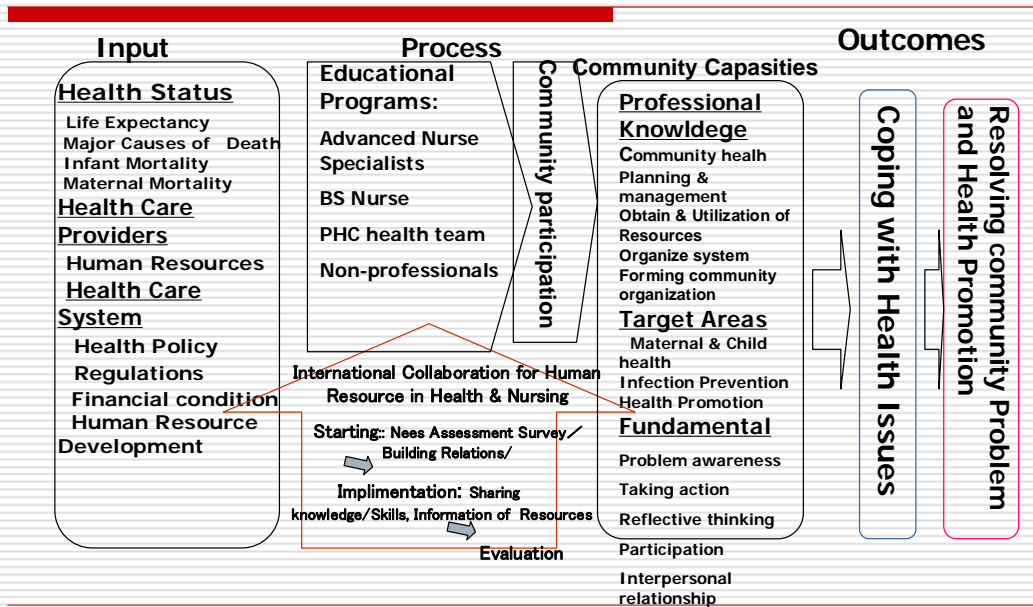 Input
Health Status
Life Expectancy
Major Causes of Death
Infant Mortality
Maternal Mortality
Health Care
Providers
Human Resources
Health Care
System
Health Policy
Regulations
Financial condition
Human Resource
Development
Process
Educational
Programs:
Advanced Nurse
Specialists
BS Nurse
PHC health team
Non-professionals
Community participation
International Collaboration for Human
Resource in Health & Nursing
Starting:: Nees Assessment Survey/
Building Relations/
Implimentation: Sharing
knowledge/Skills, Information of Resources
Evaluation
Community Capasities
Professional
Knowldege
Community healh
Planning &
management
Obtain & Utilization of
Resources
Organize system
Forming community
organization
Target Areas
Maternal & Child
health
Infection Prevention
Health Promotion
Fundamental
Problem awareness
Taking action
Reflective thinking
Participation
Interpersonal
relationship
Outcomes
Coping with Health Issues
Resolving community Problem
and Health Promotion